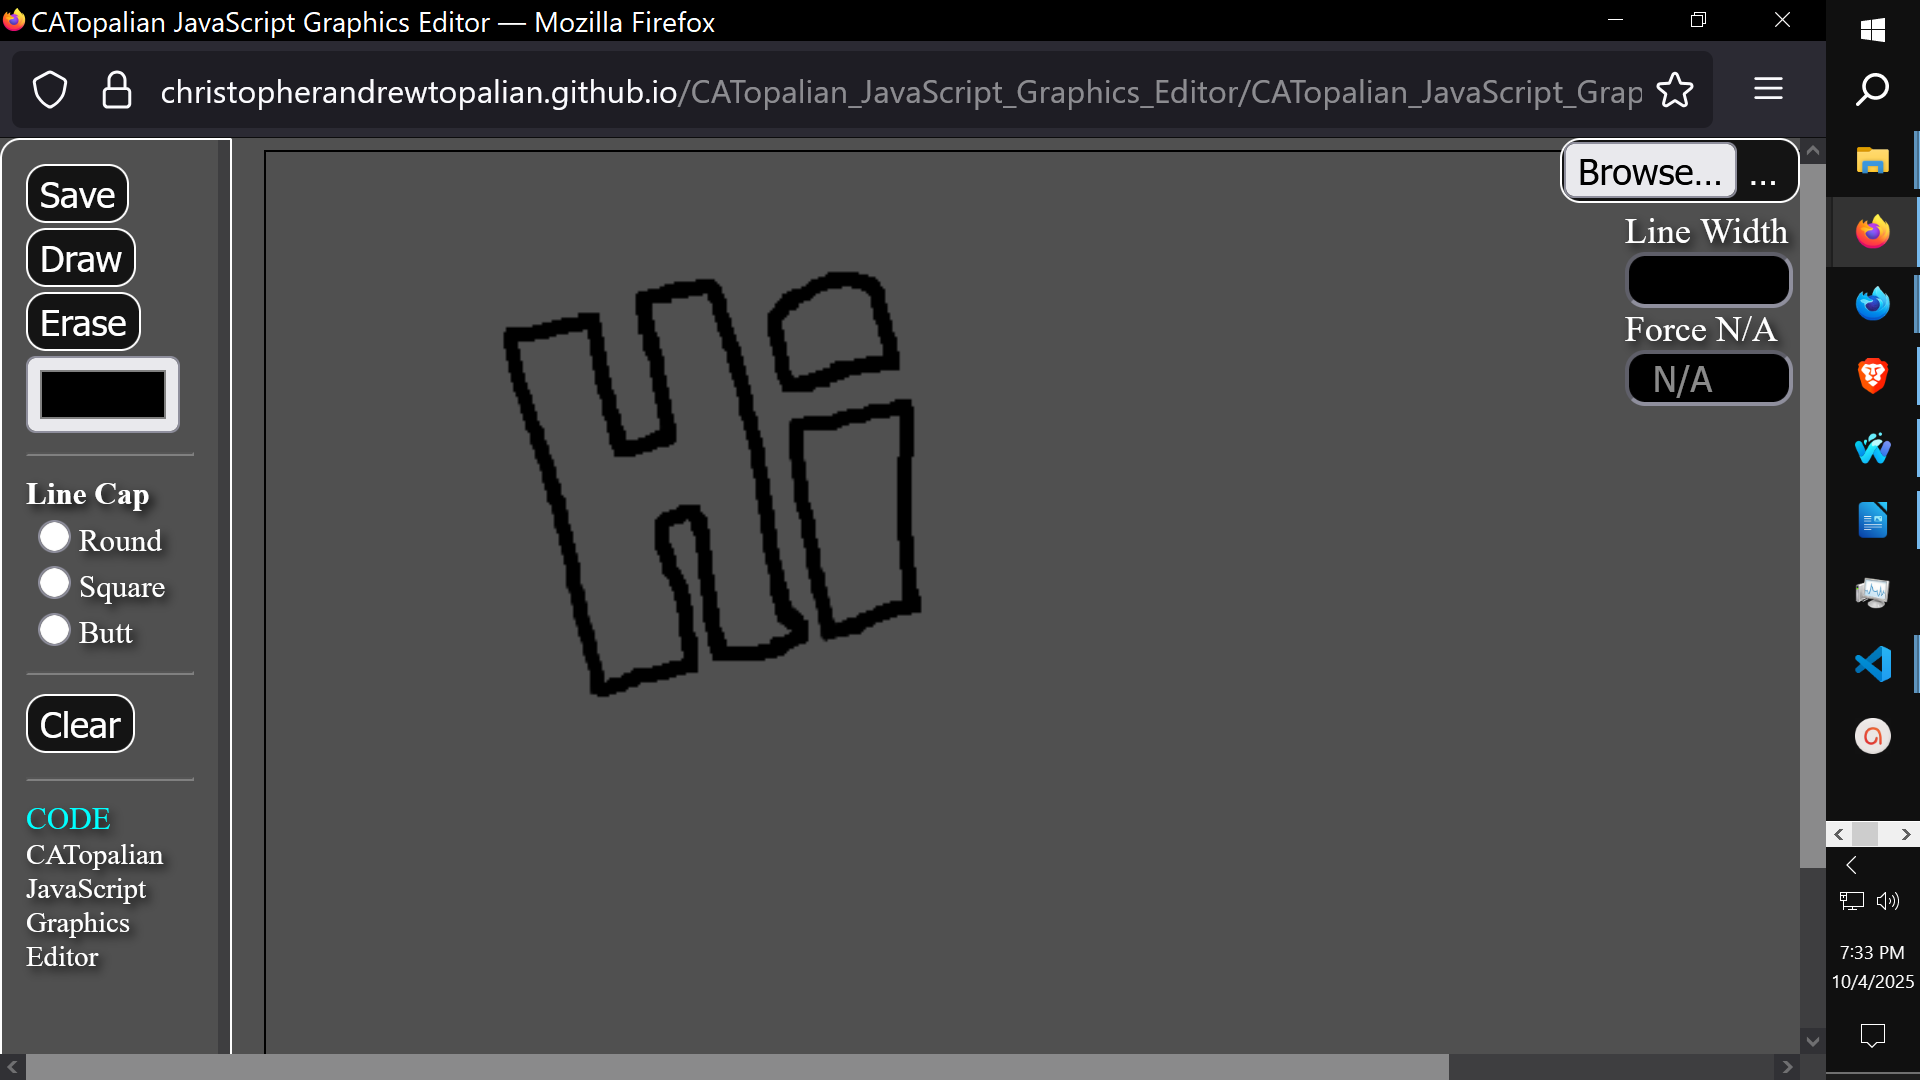 CATopalian JavaScript Graphics Editor — Mozilla Firefox
christopherandrewtopalian.github.io/CATopalian_JavaScript_Graphics_Editor/CATopalian_JavaScript_Grap
Save
Draw
Erase
Line Cap
Round
Square
Butt
Clear
CODE
CATopalian
JavaScript
Graphics
Editor
Hi
Browse... ...
Line Width
Force N/A
N/A
7:33 PM
10/4/2025